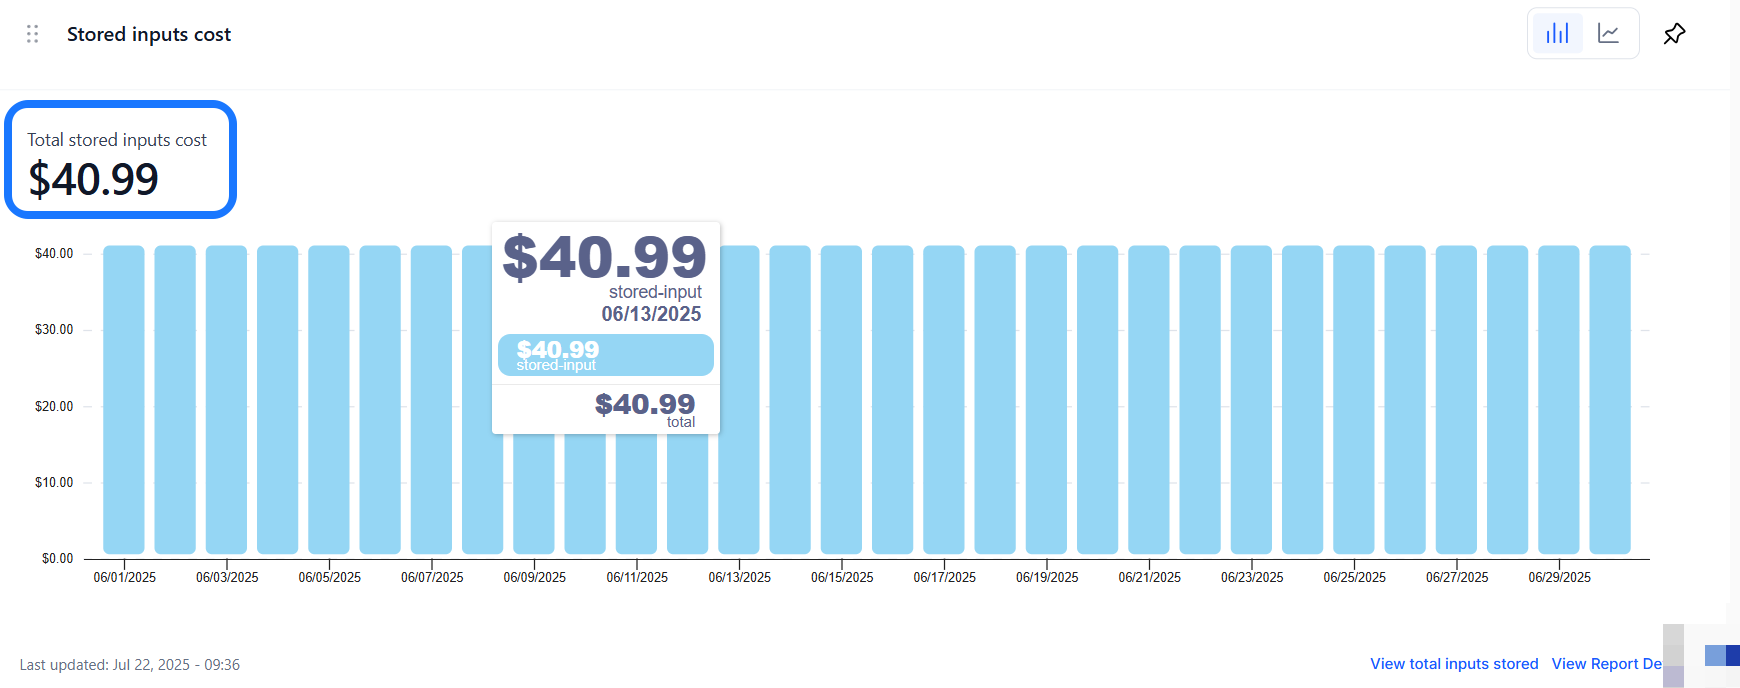 Stored inputs cost
Total stored inputs cost
$40.99
$40.99
stored-input
06/13/2025
$40.99
stored-input
$40.99
total
$40.00
$30.00
$20.00
$10.00
$0.00
06/01/2025 06/03/2025 06/05/2025 06/07/2025 06/09/2025 06/11/2025 06/13/2025 06/15/2025 06/17/2025 06/19/2025 06/21/2025 06/23/2025 06/25/2025 06/27/2025 06/29/2025
Last updated: Jul 22, 2025 - 09:36
View total inputs stored View Report De